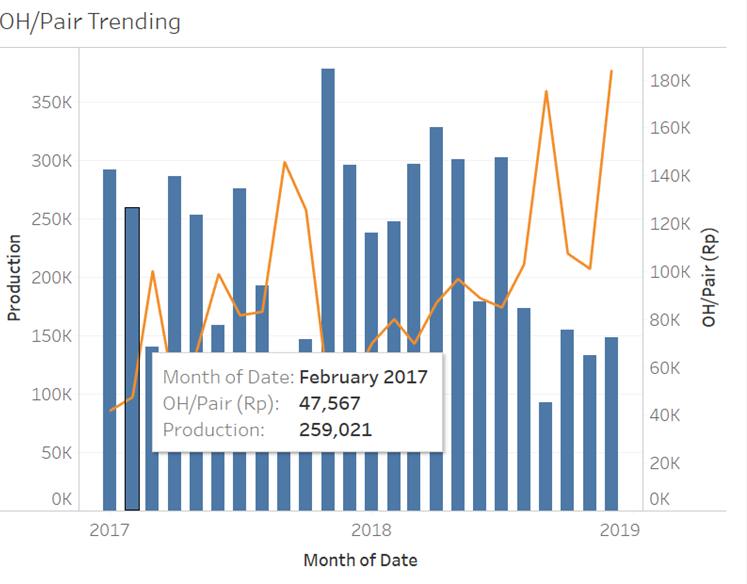 OH/Pair Trending
350K
300K
250K
200K
150K
100K
50K
0K
Production
180K
160K
140K
120K
100K
80K
60K
40K
20K
0K
OH/Pair (Rp)
Month of Date: February 2017
OH/Pair (Rp): 47,567
Production: 259,021
2017
2018
2019
Month of Date